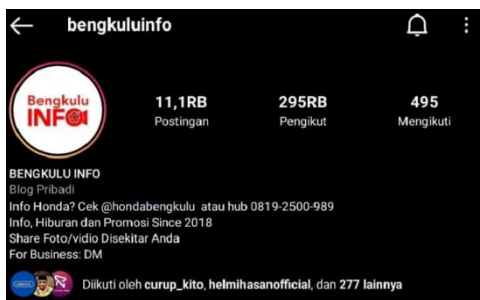 bengkuluinfo
Bengkulu
INFO
11,1RB 295RB 495
Postingan Pengikut Mengikuti
BENGKULU INFO
Blog Pribadi
Info Honda? Cek @hondabengkulu atau hub 0819-2500-989
Info, Hiburan dan Promosi Since 2018
Share Foto/vidio Disekitar Anda
For Business: DM
Diikuti oleh curup_kito, helmihasanofficial, dan 277 lainnya